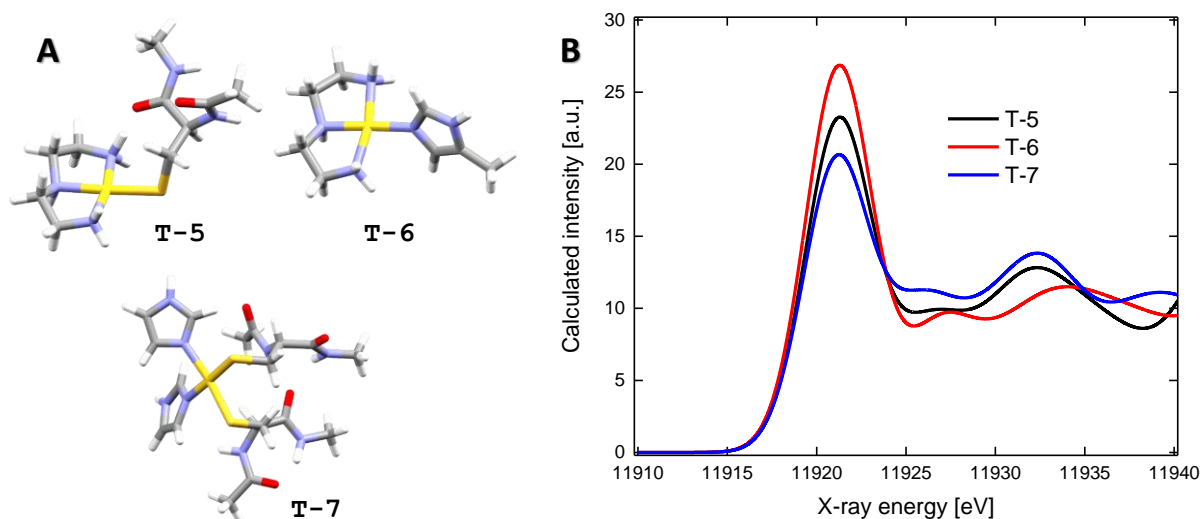 A
T-5
T-6
T-7
B
Calculated intensity [a.u.]
30
25
20
15
10
5
0
T-5
T-6
T-7
11910
11915
11920
11925
11930
11935
11940
X-ray energy [eV]